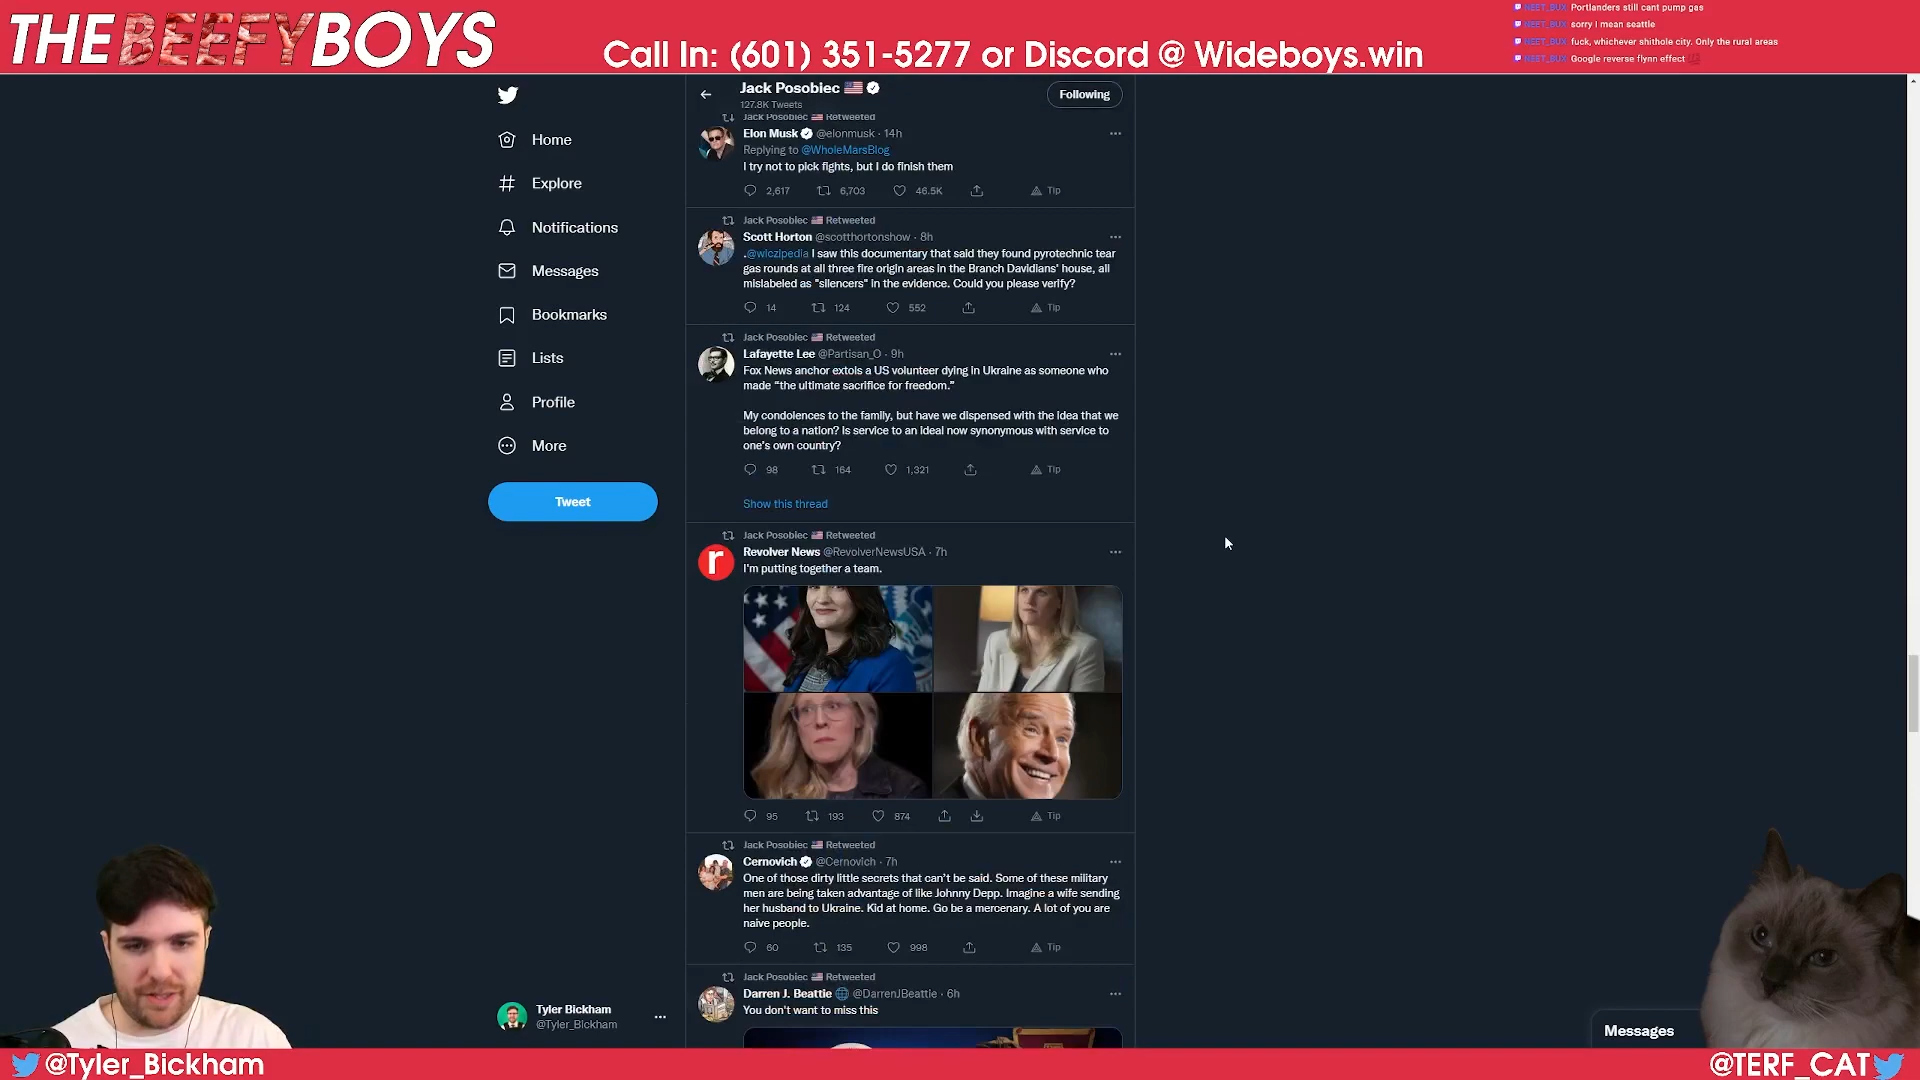 THEBEEFYBOYS
Call In: (601) 351-5277 or Discord @ Wideboys.win
NEET_BUX: Portlanders still cant pump gas
NEET_BUX: sorry I mean seattle
NEET_BUX: fuck, whichever shithole city. Only the rural areas
NEET_BUX: Google reverse flynn effect
Home
Explore
Notifications
Messages
Bookmarks
Lists
Profile
More
Tweet
Jack Posobiec
127.8K Tweets
Following
Jack Posobiec Retweeted
Elon Musk @elonmusk · 14h
Replying to @WholeMarsBlog
I try not to pick fights, but I do finish them
2,617 6,703 46.5K Tip
Jack Posobiec Retweeted
Scott Horton @scotthortonshow · 8h
.@wiczipedia I saw this documentary that said they found pyrotechnic tear
gas rounds at all three fire origin areas in the Branch Davidians' house, all
mislabeled as "silencers" in the evidence. Could you please verify?
14 124 552 Tip
Jack Posobiec Retweeted
Lafayette Lee @Partisan_O · 9h
Fox News anchor extols a US volunteer dying in Ukraine as someone who
made “the ultimate sacrifice for freedom.”
My condolences to the family, but have we dispensed with the idea that we
belong to a nation? Is service to an ideal now synonymous with service to
one’s own country?
98 164 1,321 Tip
Show this thread
Jack Posobiec Retweeted
r
Revolver News @RevolverNewsUSA · 7h
I'm putting together a team.
95 193 874 Tip
Jack Posobiec Retweeted
Cernovich @Cernovich · 7h
One of those dirty little secrets that can’t be said. Some of these military
men are being taken advantage of like Johnny Depp. Imagine a wife sending
her husband to Ukraine. Kid at home. Go be a mercenary. A lot of you are
naive people.
60 135 998 Tip
Jack Posobiec Retweeted
Darren J. Beattie @DarrenJBeattie · 6h
You don't want to miss this
Tyler Bickham
@Tyler_Bickham
Messages
@Tyler_Bickham
@TERF_CAT